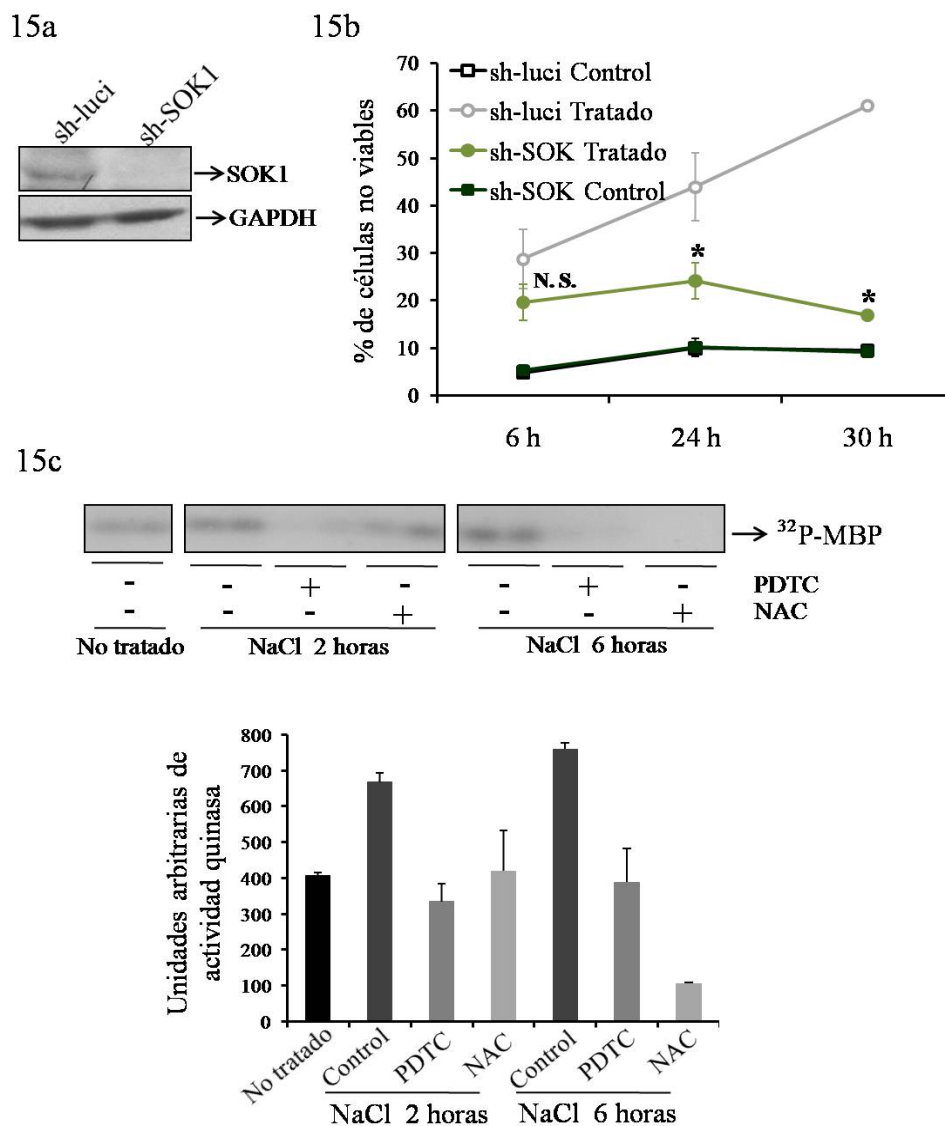 15a
sh-luci sh-SOK1
SOK1
GAPDH
15b
70
60
50
40
30
20
10
0
% de células no viables
sh-luci Control
sh-luci Tratado
sh-SOK Tratado
sh-SOK Control
N. S.
*
*
6 h 24 h 30 h
15c
32P-MBP
- - + - - + - PDTC
- - - + - - + NAC
No tratado NaCl 2 horas NaCl 6 horas
Unidades arbitrarias de
actividad quinasa
800
700
600
500
400
300
200
100
0
No tratado Control PDTC NAC Control PDTC NAC
NaCl 2 horas NaCl 6 horas